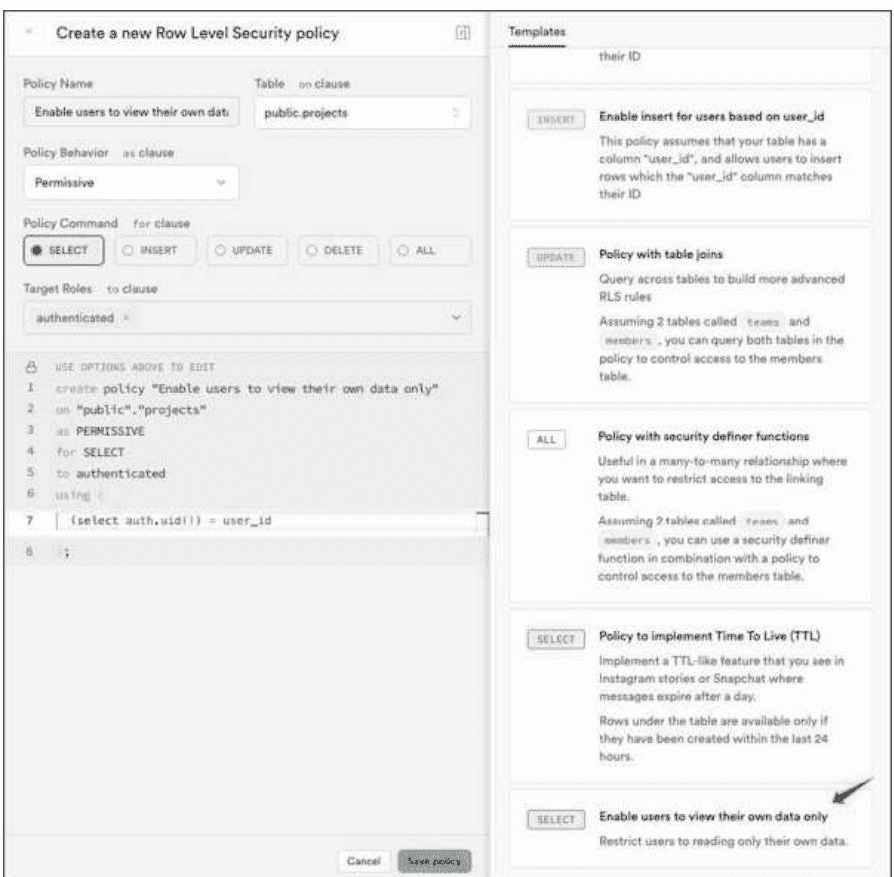 Create a new Row Level Security policy
Policy Name
Enable users to view their own data
Table on clause
public.projects
Policy Behavior as clause
Permissive
Policy Command for clause
SELECT INSERT UPDATE DELETE ALL
Target Roles to clause
authenticated ×
USE OPTIONS ABOVE TO EDIT
1 create policy "Enable users to view their own data only"
2 on "public"."projects"
3 as PERMISSIVE
4 for SELECT
5 to authenticated
6 using (
7 (select auth.uid()) = user_id
8 );
Cancel Save policy
Templates
their ID
INSERT Enable insert for users based on user_id
This policy assumes that your table has a
column "user_id", and allows users to insert
rows which the "user_id" column matches
their ID
UPDATE Policy with table joins
Query across tables to build more advanced
RLS rules
Assuming 2 tables called teams and
members , you can query both tables in the
policy to control access to the members
table.
ALL Policy with security definer functions
Useful in a many-to-many relationship where
you want to restrict access to the linking
table.
Assuming 2 tables called teams and
members , you can use a security definer
function in combination with a policy to
control access to the members table.
SELECT Policy to implement Time To Live (TTL)
Implement a TTL-like feature that you see in
Instagram stories or Snapchat where
messages expire after a day.
Rows under the table are available only if
they have been created within the last 24
hours.
SELECT Enable users to view their own data only
Restrict users to reading only their own data.